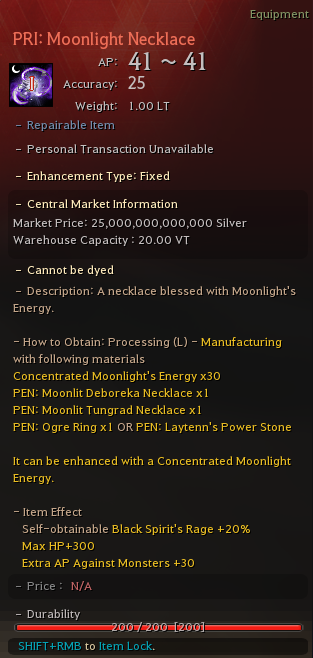 Equipment
PRI: Moonlight Necklace
AP: 41 ~ 41
I
Accuracy: 25
Weight: 1.00 LT
- Repairable Item
- Personal Transaction Unavailable
- Enhancement Type: Fixed
- Central Market Information
Market Price: 25,000,000,000,000 Silver
Warehouse Capacity : 20.00 VT
- Cannot be dyed
- Description: A necklace blessed with Moonlight's
Energy.
- How to Obtain: Processing (L) - Manufacturing
with following materials
Concentrated Moonlight's Energy x30
PEN: Moonlit Deboreka Necklace x1
PEN: Moonlit Tungrad Necklace x1
PEN: Ogre Ring x1 OR PEN: Laytenn's Power Stone
It can be enhanced with a Concentrated Moonlight
Energy.
- Item Effect
Self-obtainable Black Spirit's Rage +20%
Max HP+300
Extra AP Against Monsters +30
- Price : N/A
- Durability
200 / 200 [200]
SHIFT+RMB to Item Lock.